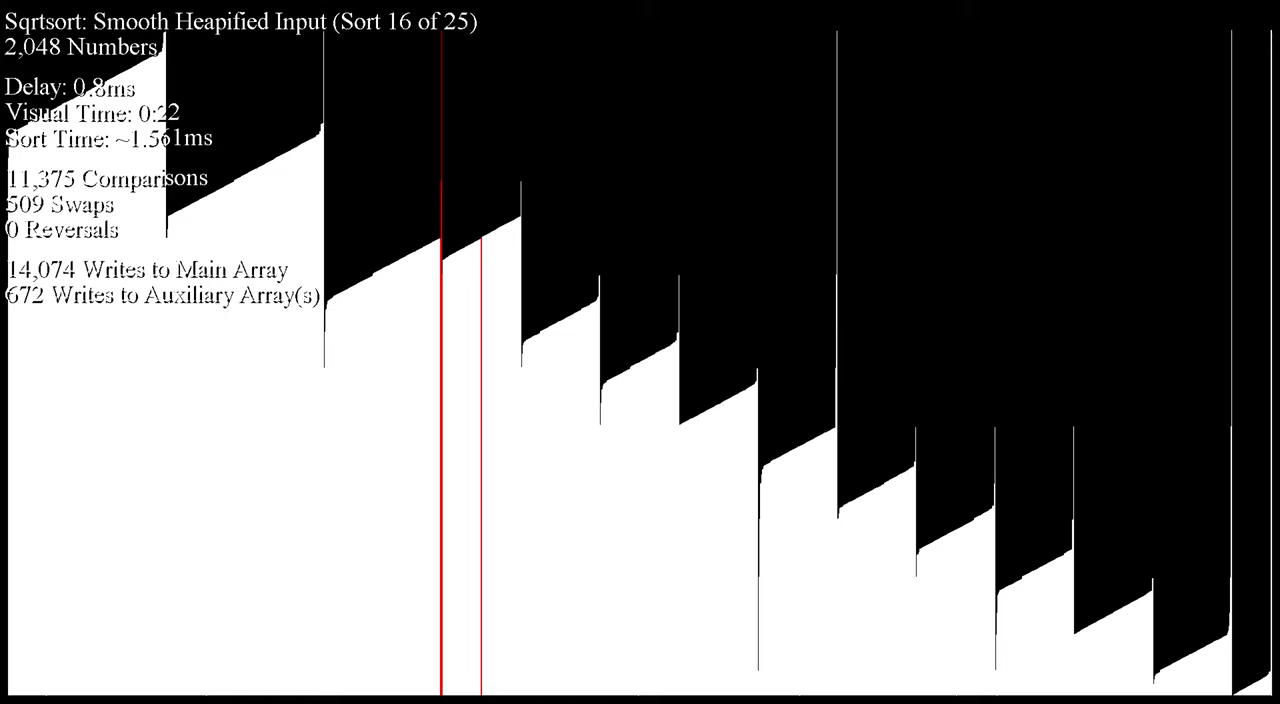 Sqrtsort: Smooth Heapified Input (Sort 16 of 25)
2,048 Numbers
Delay: 0.8ms
Visual Time: 0:22
Sort Time: ~1.561ms
11,375 Comparisons
509 Swaps
0 Reversals
14,074 Writes to Main Array
672 Writes to Auxiliary Array(s)